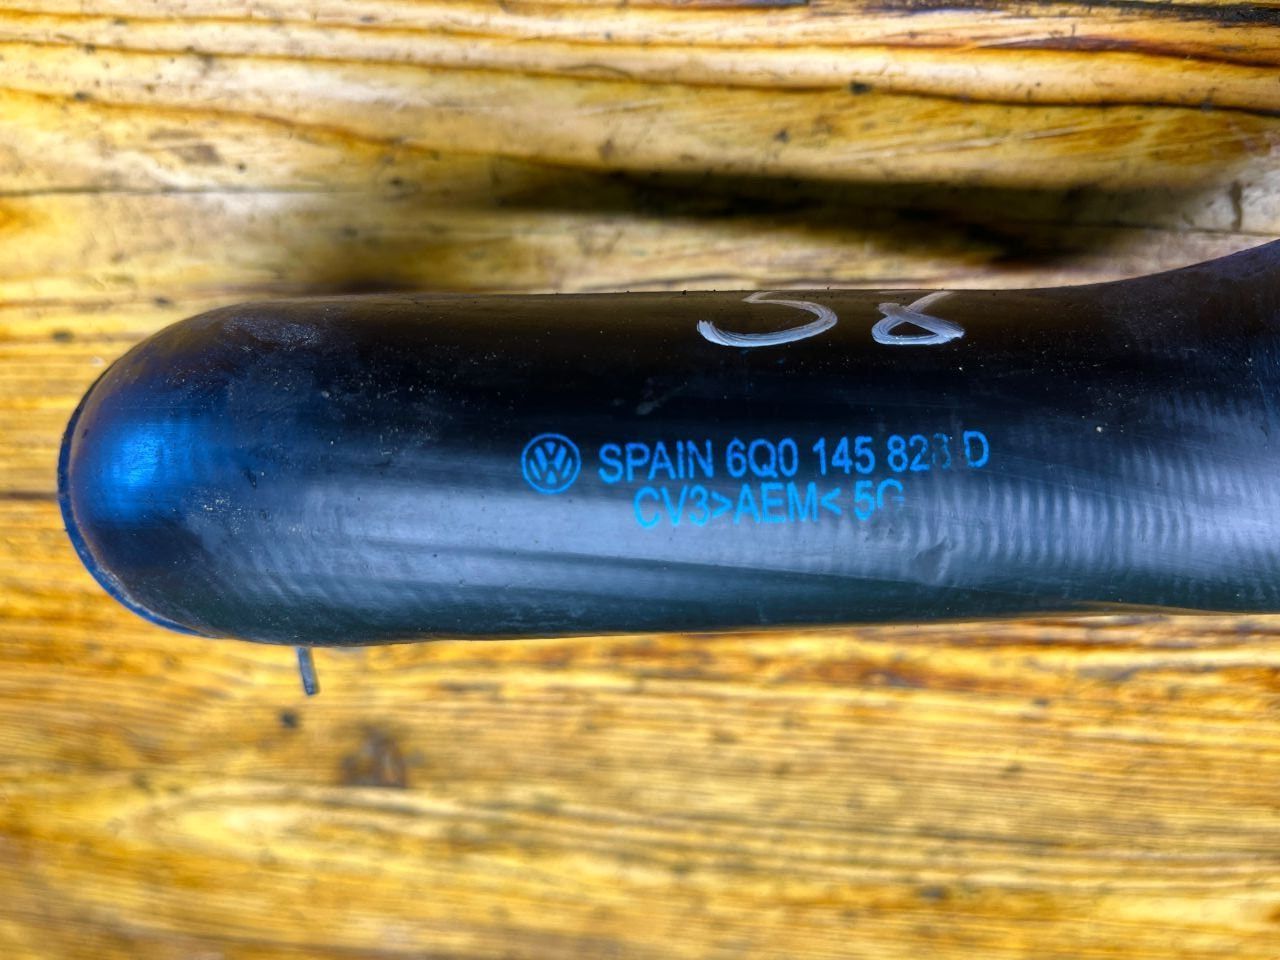 58
SPAIN 6Q0 145 828 D
CV3>AEM< 5G